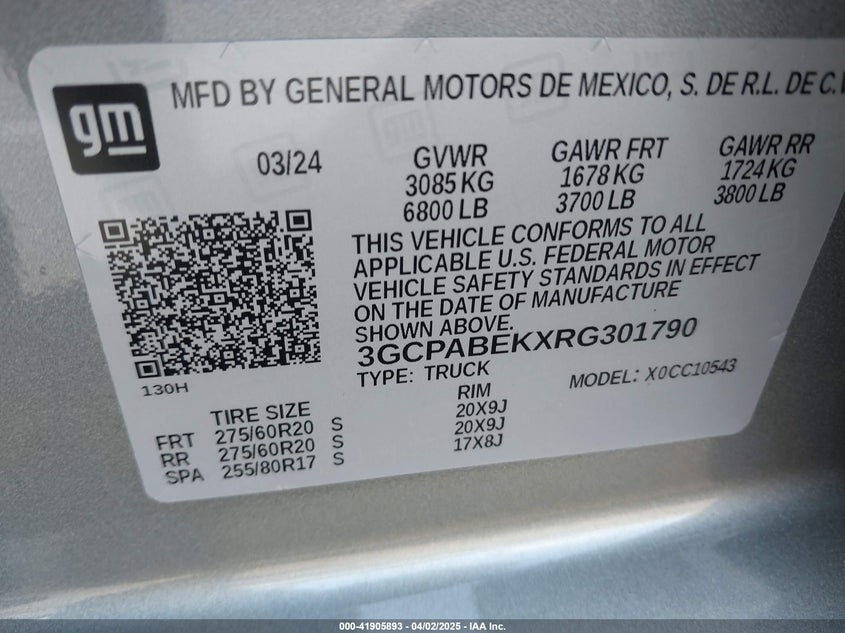 gm
MFD BY GENERAL MOTORS DE MEXICO, S. DE R.L. DE C.V
03/24
GVWR
3085 KG
6800 LB
GAWR FRT
1678 KG
3700 LB
GAWR RR
1724 KG
3800 LB
THIS VEHICLE CONFORMS TO ALL
APPLICABLE U.S. FEDERAL MOTOR
VEHICLE SAFETY STANDARDS IN EFFECT
ON THE DATE OF MANUFACTURE
SHOWN ABOVE.
3GCPABEKXRG301790
TYPE: TRUCK
MODEL: X0CC10543
130H
TIRE SIZE
RIM
FRT 275/60R20 S 20X9J
RR 275/60R20 S 20X9J
SPA 255/80R17 S 17X8J
000-41905893 - 04/02/2025 - IAA Inc.